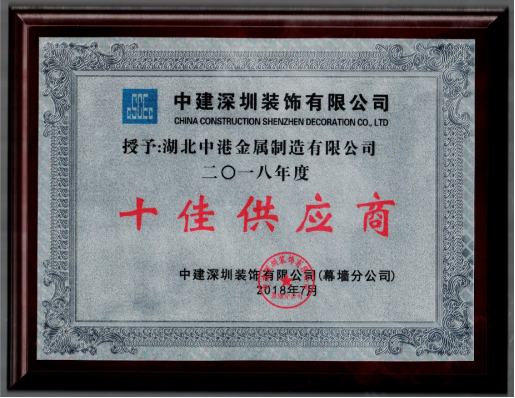 CSCEC
中建深圳装饰有限公司
CHINA CONSTRUCTION SHENZHEN DECORATION CO., LTD
授予:湖北中港金属制造有限公司
二〇一八年度
十佳供应商
中建深圳装饰有限公司(幕墙分公司)
2018年7月